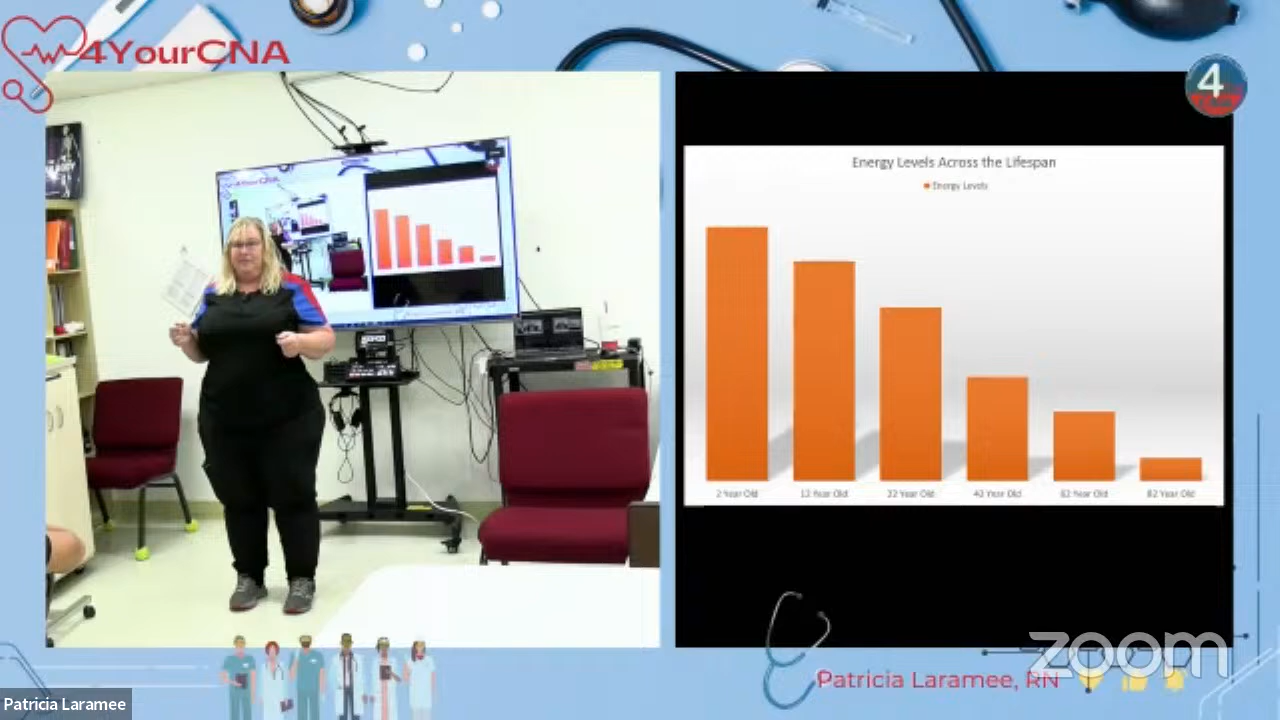 4YourCNA
4
Energy Levels Across the Lifespan
Energy Levels
2 Year Old
12 Year Old
22 Year Old
42 Year Old
62 Year Old
82 Year Old
Patricia Laramee, RN
zoom
Patricia Laramee